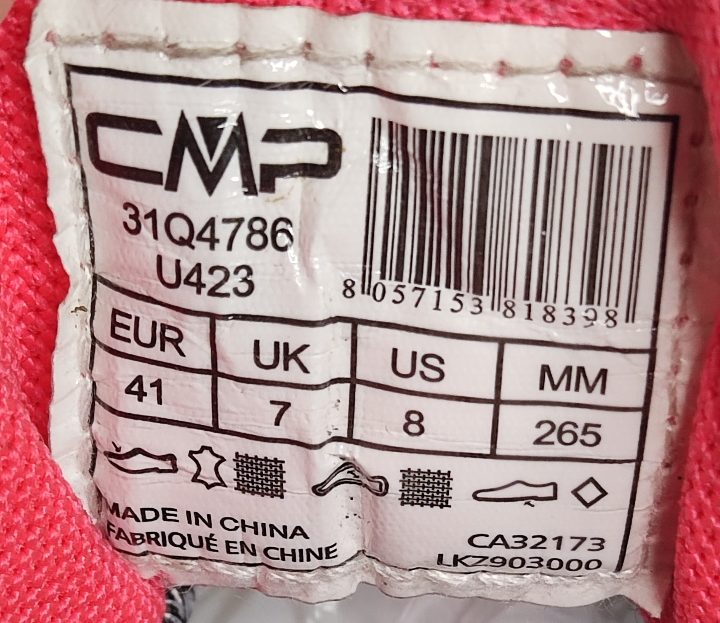 CMP
31Q4786
U423
8 057153 818398
EUR UK US MM
41 7 8 265
MADE IN CHINA
FABRIQUÉ EN CHINE
CA32173
LKZ903000